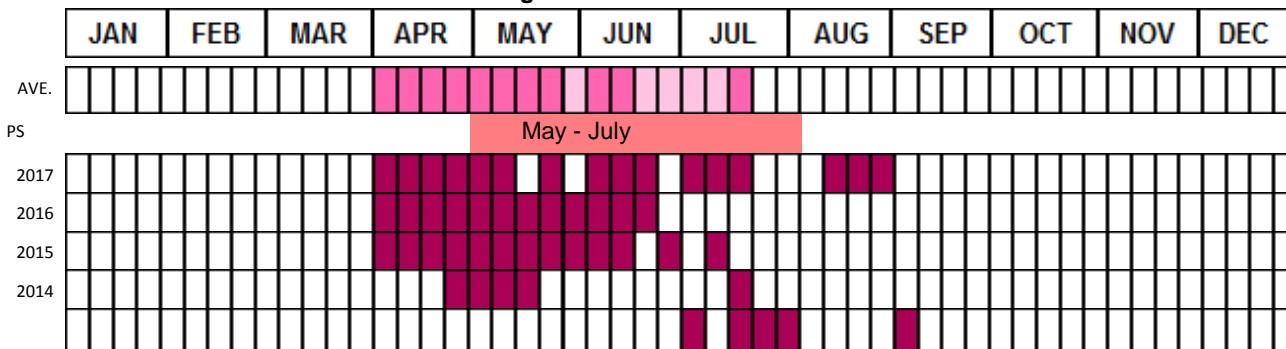 JAN FEB MAR APR MAY JUN JUL AUG SEP OCT NOV DEC
AVE.
PS May - July
2017
2016
2015
2014